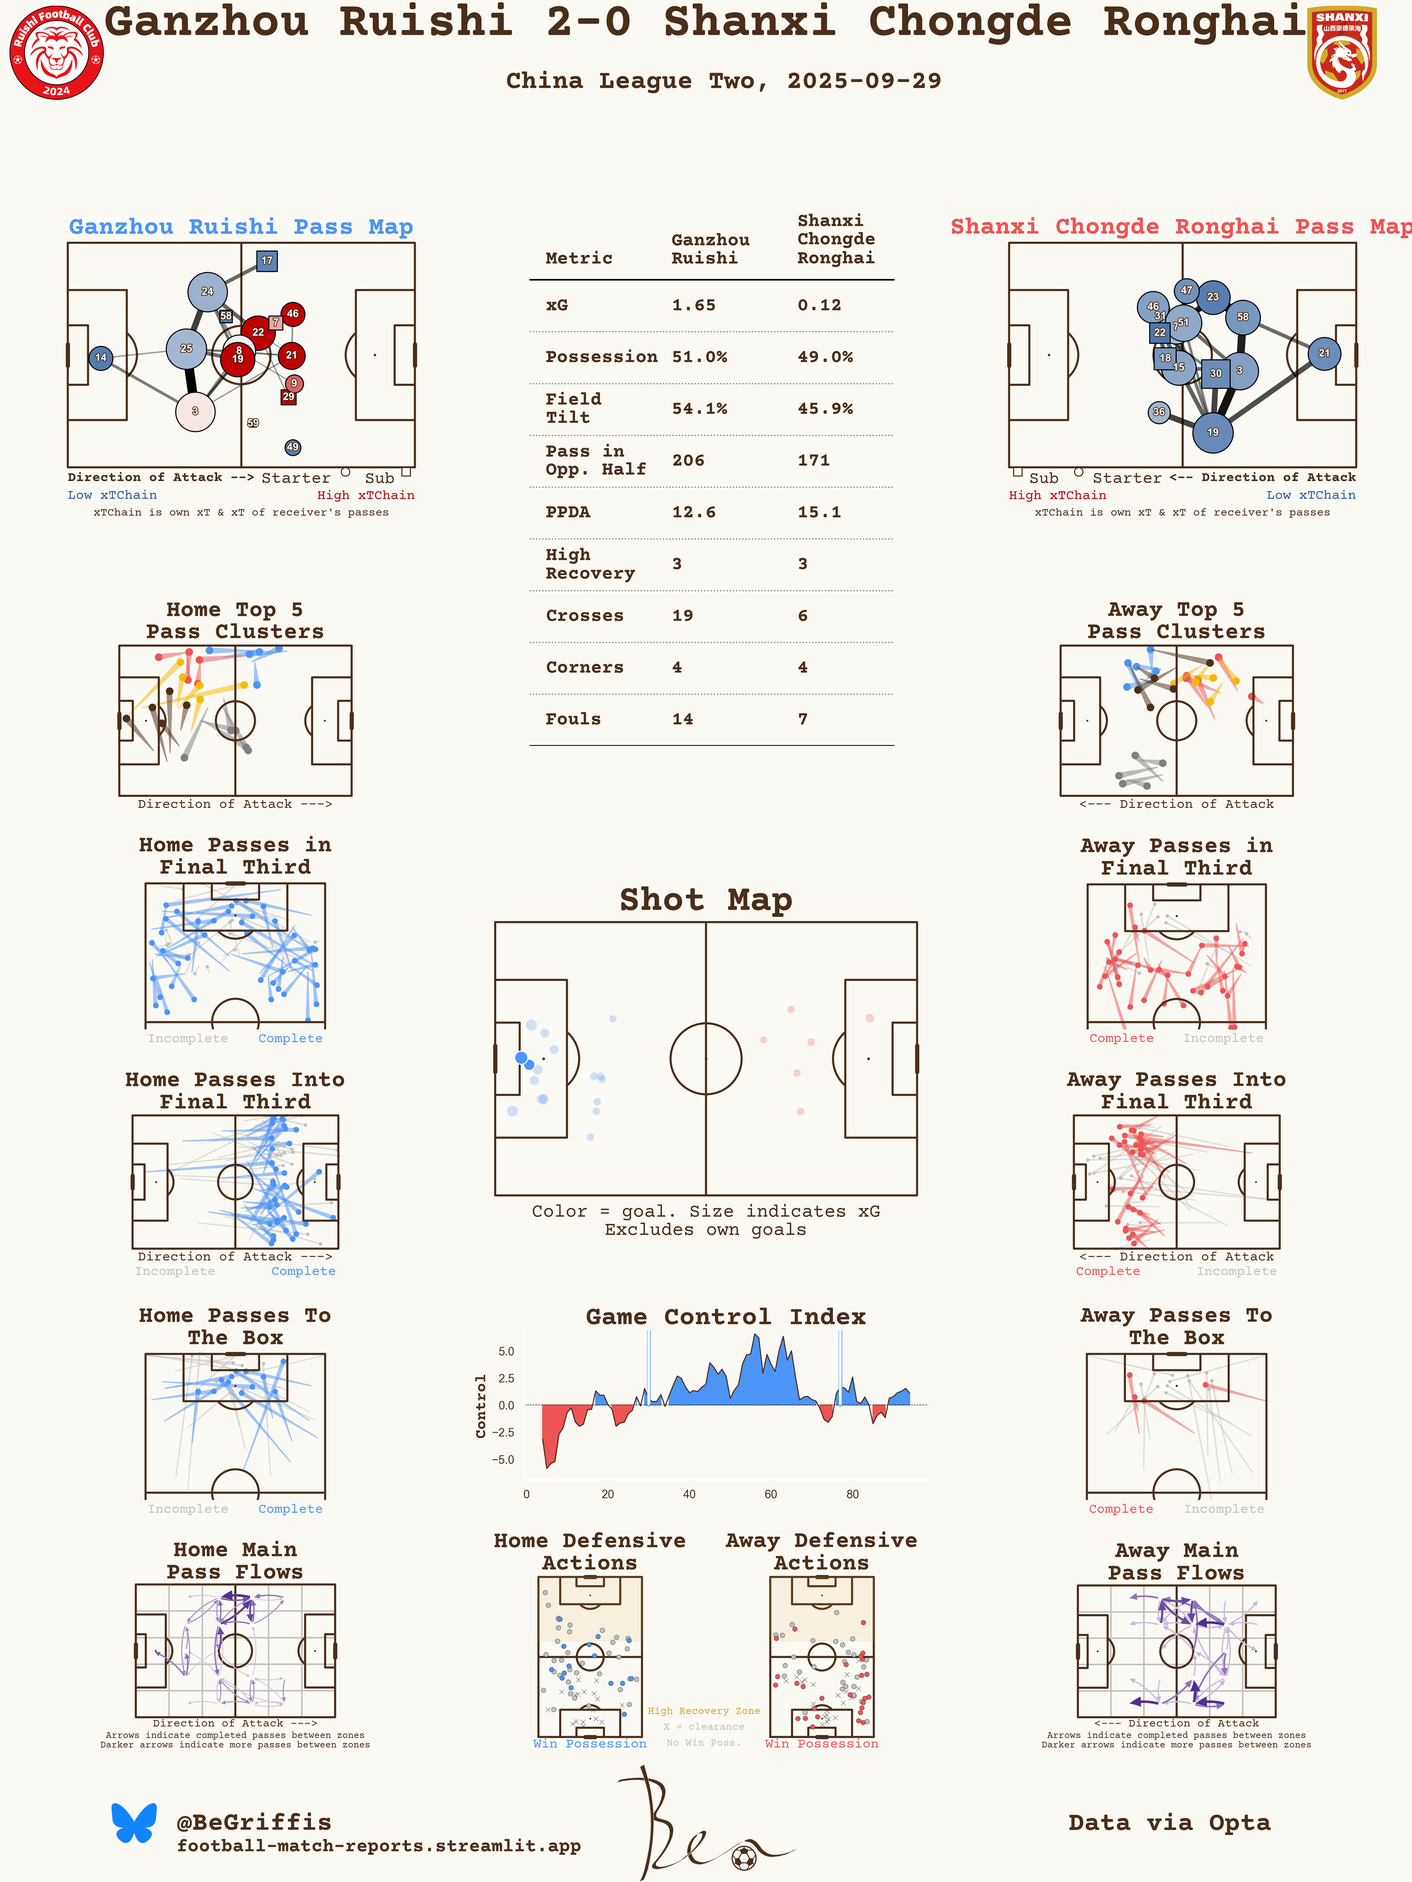 Ganzhou Ruishi 2-0 Shanxi Chongde Ronghai
China League Two, 2025-09-29
Ruishi Football Club
2024
SHANXI
山西崇德荣海
2017
Ganzhou Ruishi Pass Map
14
24
25
3
17
58
22
7
46
8
19
21
9
29
59
49
Direction of Attack --> Starter Sub
Low xTChain High xTChain
xTChain is own xT & xT of receiver's passes
Metric Ganzhou Ruishi Shanxi Chongde Ronghai
xG 1.65 0.12
Possession 51.0% 49.0%
Field Tilt 54.1% 45.9%
Pass in Opp. Half 206 171
PPDA 12.6 15.1
High Recovery 3 3
Crosses 19 6
Corners 4 4
Fouls 14 7
Shanxi Chongde Ronghai Pass Map
47
23
46
31
7
51
58
22
18
15
30
3
21
36
19
Sub Starter <-- Direction of Attack
High xTChain Low xTChain
xTChain is own xT & xT of receiver's passes
Home Top 5
Pass Clusters
Direction of Attack --->
Away Top 5
Pass Clusters
<--- Direction of Attack
Home Passes in
Final Third
Incomplete Complete
Away Passes in
Final Third
Complete Incomplete
Home Passes Into
Final Third
Direction of Attack --->
Incomplete Complete
Away Passes Into
Final Third
<--- Direction of Attack
Complete Incomplete
Shot Map
Color = goal. Size indicates xG
Excludes own goals
Home Passes To
The Box
Incomplete Complete
Away Passes To
The Box
Complete Incomplete
Game Control Index
Control
5.0
2.5
0.0
−2.5
−5.0
0 20 40 60 80
Home Main
Pass Flows
Direction of Attack --->
Arrows indicate completed passes between zones
Darker arrows indicate more passes between zones
Home Defensive
Actions
Win Possession
High Recovery Zone
X = clearance
No Win Poss.
Away Defensive
Actions
Win Possession
Away Main
Pass Flows
<--- Direction of Attack
Arrows indicate completed passes between zones
Darker arrows indicate more passes between zones
@BeGriffis
football-match-reports.streamlit.app
Ben
Data via Opta